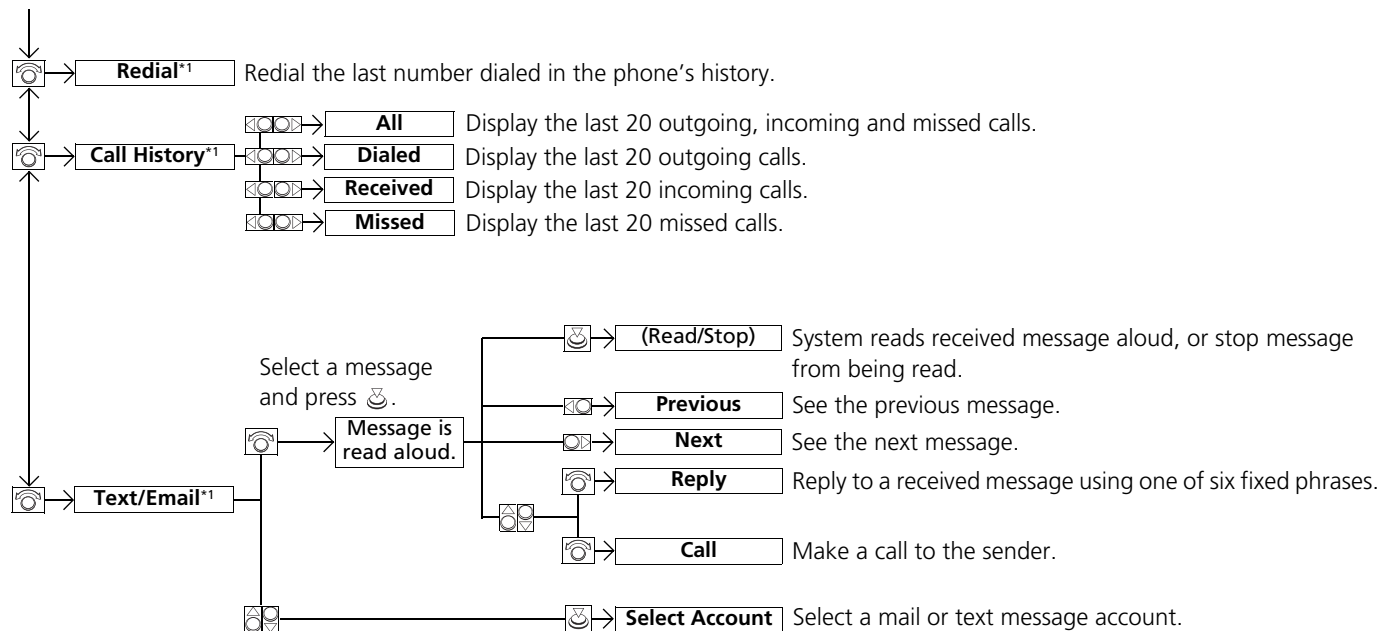 Redial*1 Redial the last number dialed in the phone's history.
All Display the last 20 outgoing, incoming and missed calls.
Call History*1 Dialed Display the last 20 outgoing calls.
Received Display the last 20 incoming calls.
Missed Display the last 20 missed calls.
Select a message
and press .
Message is
read aloud.
(Read/Stop) System reads received message aloud, or stop message
from being read.
Previous See the previous message.
Next See the next message.
Text/Email*1
Reply Reply to a received message using one of six fixed phrases.
Call Make a call to the sender.
Select Account Select a mail or text message account.